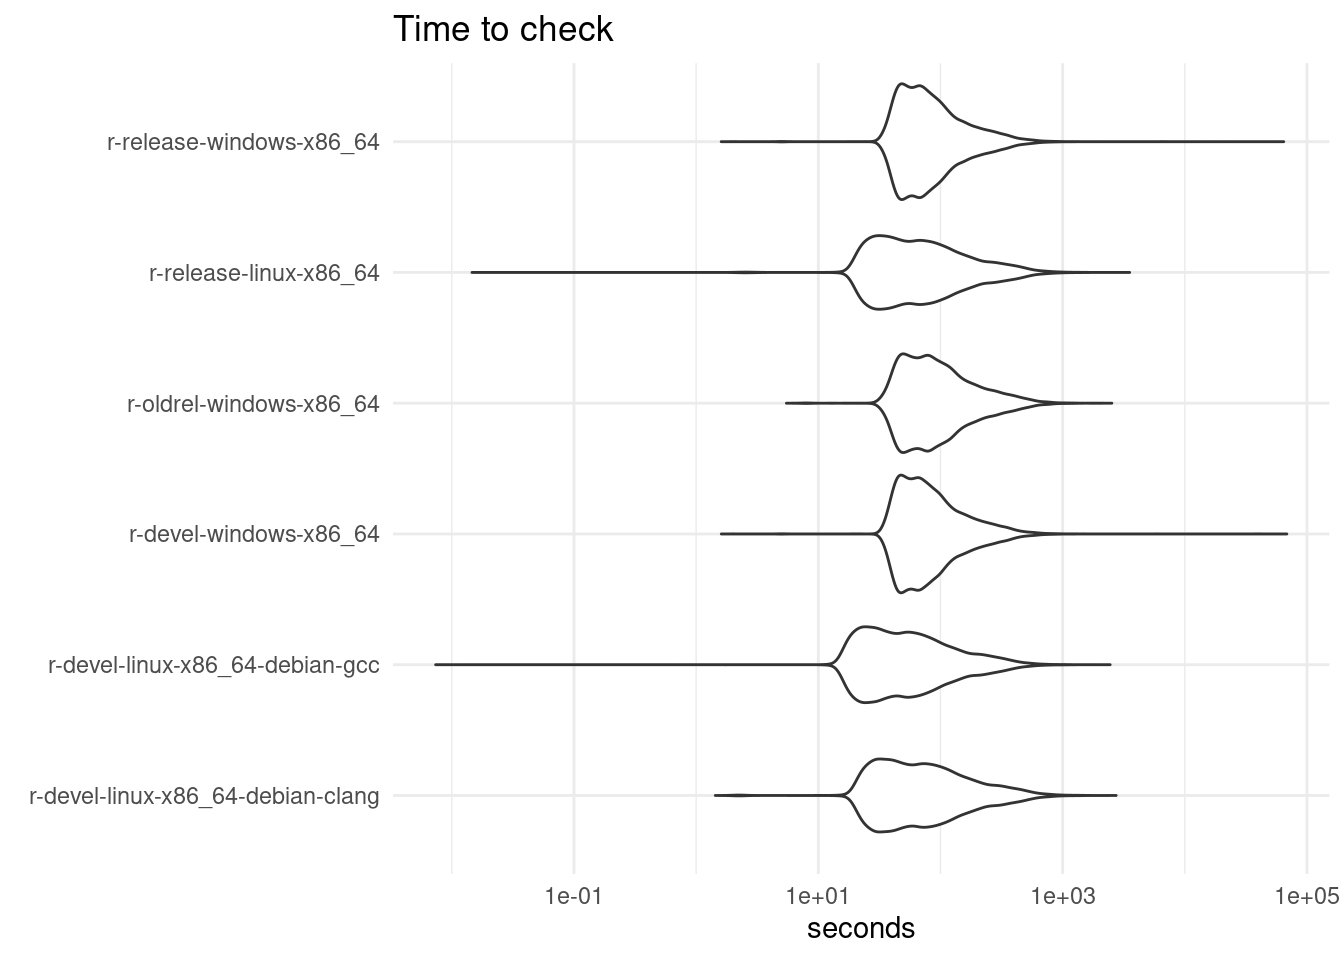 Time to check
r-release-windows-x86_64
r-release-linux-x86_64
r-oldrel-windows-x86_64
r-devel-windows-x86_64
r-devel-linux-x86_64-debian-gcc
r-devel-linux-x86_64-debian-clang
1e-01 1e+01 1e+03 1e+05
seconds